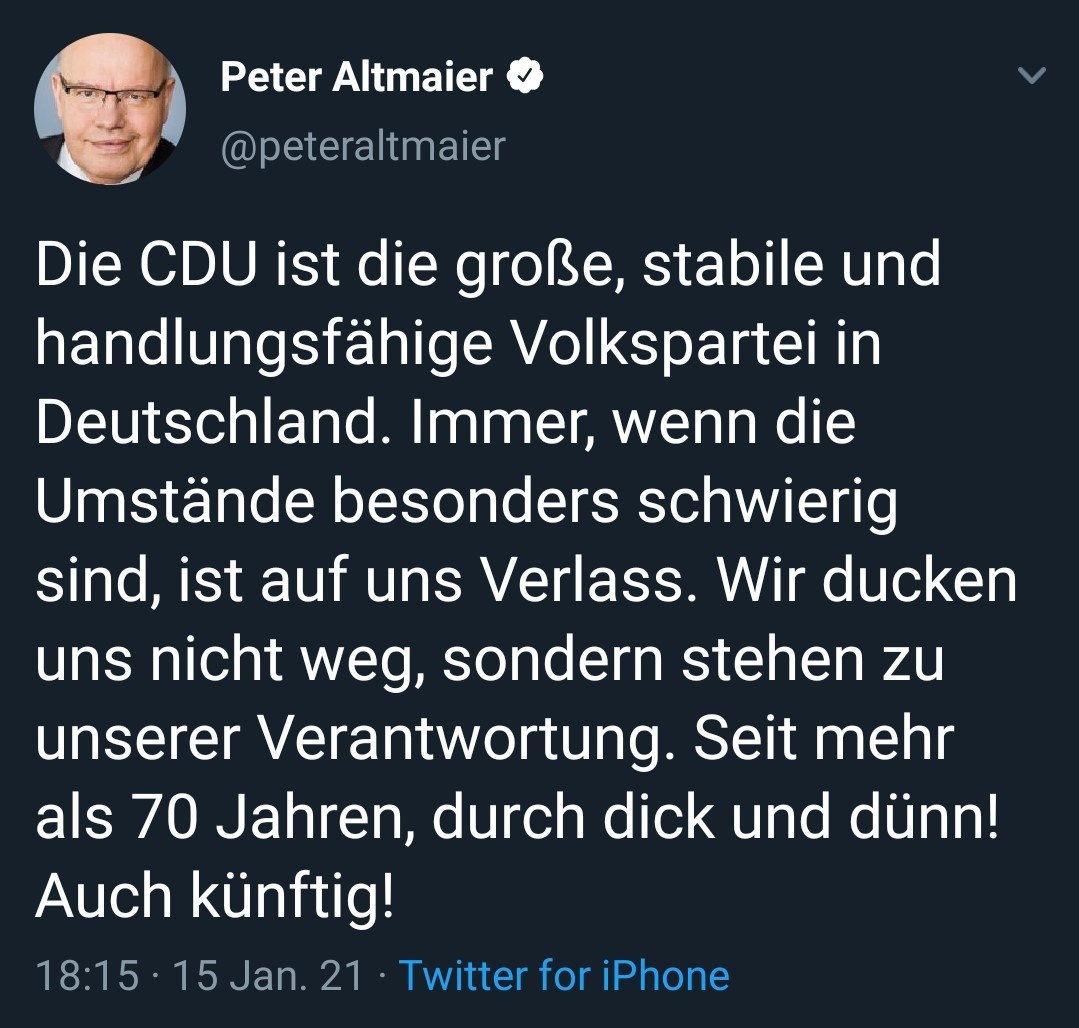 Peter Altmaier
@peteraltmaier
Die CDU ist die große, stabile und
handlungsfähige Volkspartei in
Deutschland. Immer, wenn die
Umstände besonders schwierig
sind, ist auf uns Verlass. Wir ducken
uns nicht weg, sondern stehen zu
unserer Verantwortung. Seit mehr
als 70 Jahren, durch dick und dünn!
Auch künftig!
18:15 · 15 Jan. 21 · Twitter for iPhone